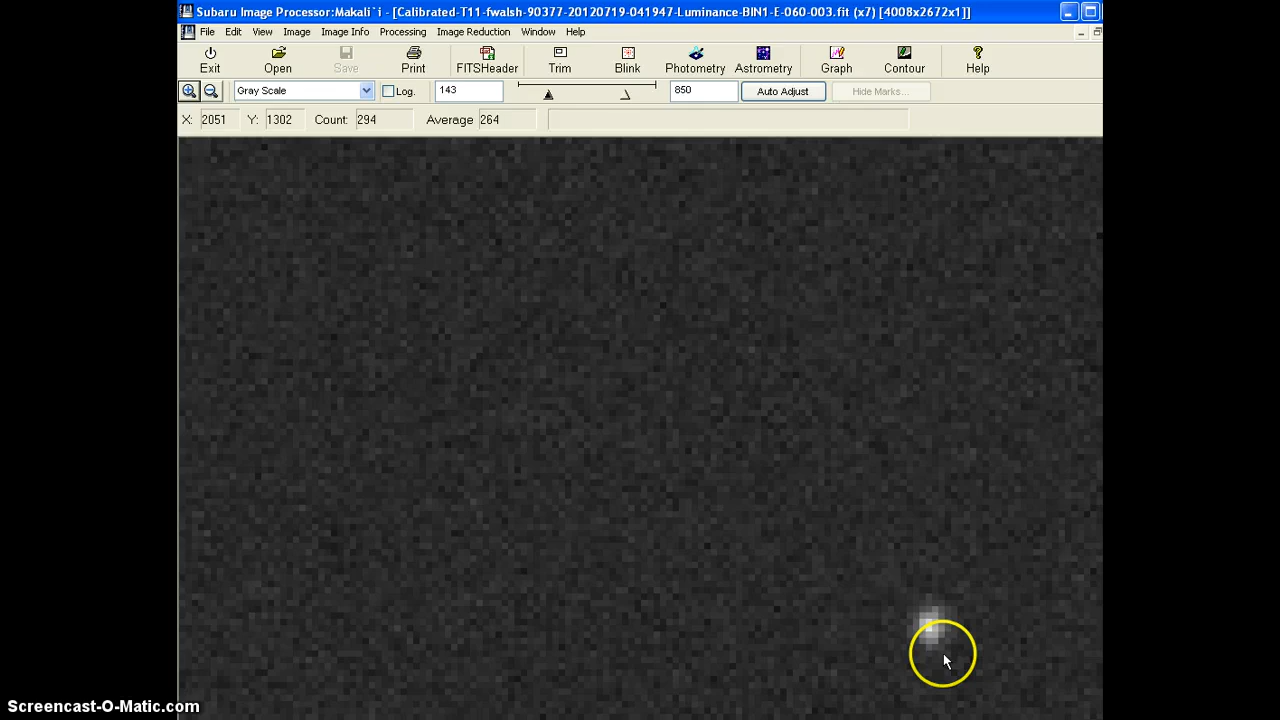 Subaru Image Processor:Makali`i - [Calibrated-T11-fwalsh-90377-20120719-041947-Luminance-BIN1-E-060-003.fit (x7) [4008x2672x1]]
File Edit View Image Image Info Processing Image Reduction Window Help
Exit Open Save Print FITSHeader Trim Blink Photometry Astrometry Graph Contour Help
Gray Scale Log. 143 850 Auto Adjust Hide Marks...
X: 2051 Y: 1302 Count: 294 Average 264
Screencast-O-Matic.com